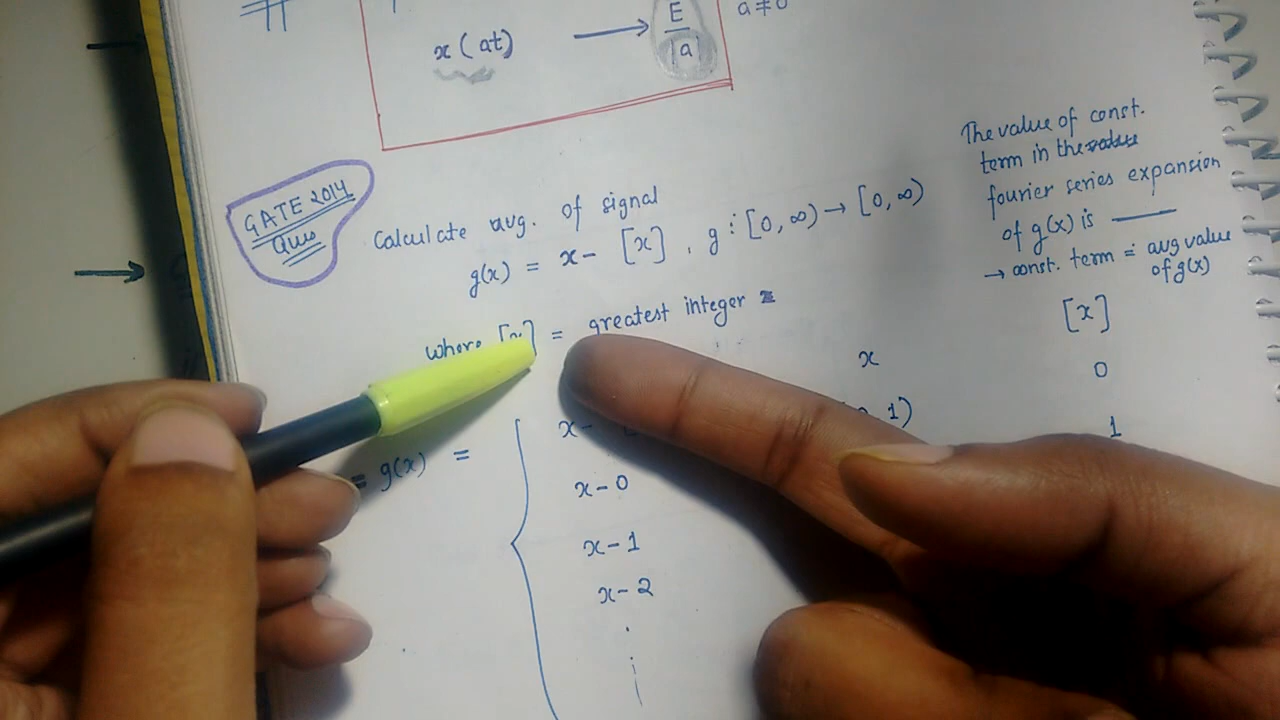 x(at) → E/|a| a≠0
GATE 2014
Ques
Calculate avg. of signal
g(x) = x - [x] , g : [0, ∞) → [0, ∞)
where [x] = greatest integer
The value of const.
term in the value
fourier series expansion
of g(x) is ———
→ const. term = avg value
of g(x)
x [x]
0
1) 1
= g(x) = { x -
x - 0
x - 1
x - 2